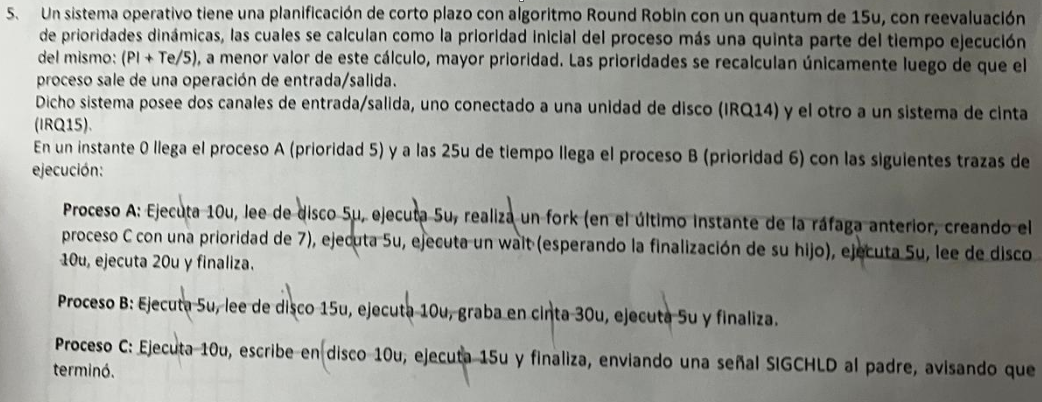 5. Un sistema operativo tiene una planificación de corto plazo con algoritmo Round Robin con un quantum de 15u, con reevaluación
de prioridades dinámicas, las cuales se calculan como la prioridad inicial del proceso más una quinta parte del tiempo ejecución
del mismo: (PI + Te/5), a menor valor de este cálculo, mayor prioridad. Las prioridades se recalculan únicamente luego de que el
proceso sale de una operación de entrada/salida.
Dicho sistema posee dos canales de entrada/salida, uno conectado a una unidad de disco (IRQ14) y el otro a un sistema de cinta
(IRQ15).
En un instante 0 llega el proceso A (prioridad 5) y a las 25u de tiempo llega el proceso B (prioridad 6) con las siguientes trazas de
ejecución:
Proceso A: Ejecuta 10u, lee de disco 5u, ejecuta 5u, realiza un fork (en el último instante de la ráfaga anterior, creando el
proceso C con una prioridad de 7), ejecuta 5u, ejecuta un wait (esperando la finalización de su hijo), ejecuta 5u, lee de disco
10u, ejecuta 20u y finaliza.
Proceso B: Ejecuta 5u, lee de disco 15u, ejecuta 10u, graba en cinta 30u, ejecuta 5u y finaliza.
Proceso C: Ejecuta 10u, escribe en disco 10u, ejecuta 15u y finaliza, enviando una señal SIGCHLD al padre, avisando que
terminó.